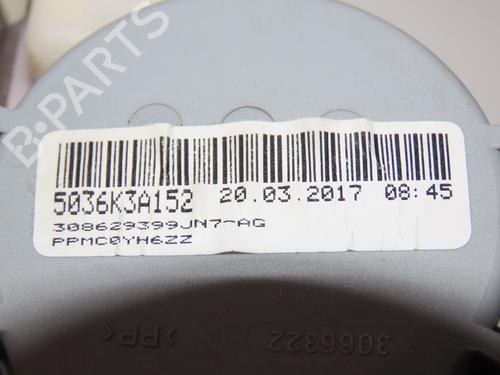 B-PARTS
5036K3A152 20.03.2017 08:45
308629399JN7-AG
PPMC0YH6ZZ
>PP<
3066322